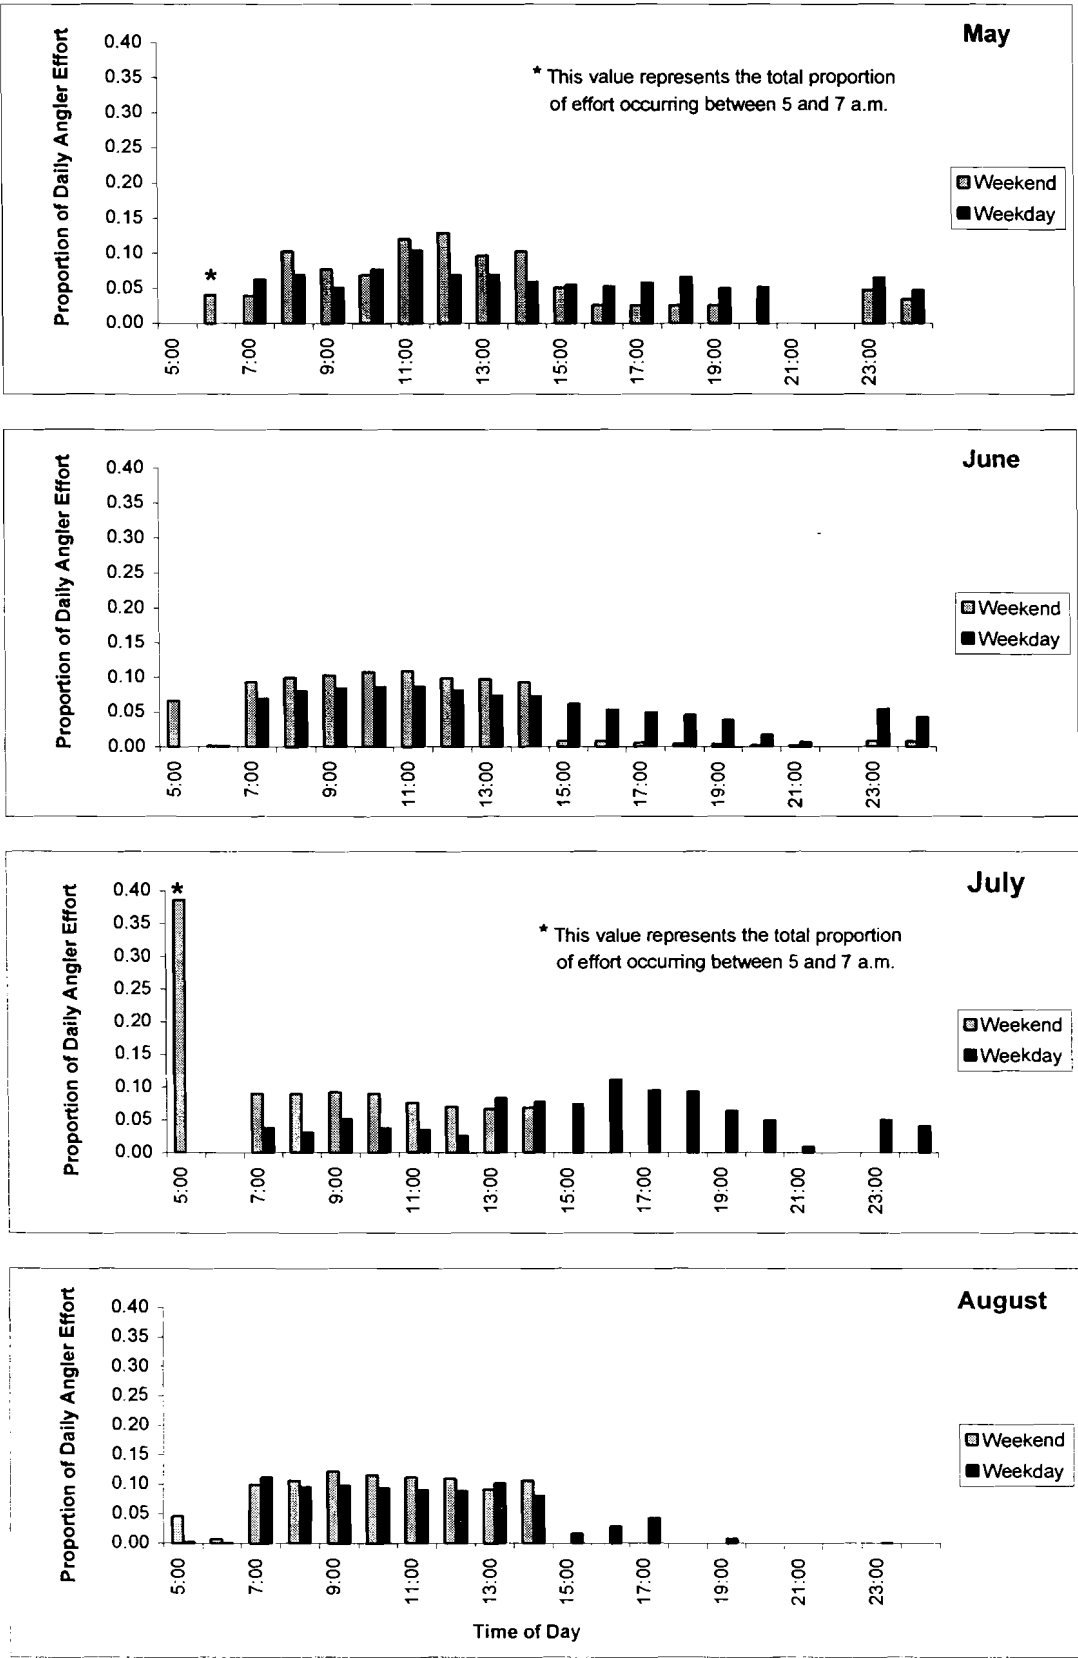 May
Proportion of Daily Angler Effort
0.40
0.35
0.30
0.25
0.20
0.15
0.10
0.05
0.00
* This value represents the total proportion
of effort occurring between 5 and 7 a.m.
*
Weekend
Weekday
5:00 7:00 9:00 11:00 13:00 15:00 17:00 19:00 21:00 23:00
June
Proportion of Daily Angler Effort
0.40
0.35
0.30
0.25
0.20
0.15
0.10
0.05
0.00
Weekend
Weekday
5:00 7:00 9:00 11:00 13:00 15:00 17:00 19:00 21:00 23:00
July
Proportion of Daily Angler Effort
0.40
0.35
0.30
0.25
0.20
0.15
0.10
0.05
0.00
*
* This value represents the total proportion
of effort occurring between 5 and 7 a.m.
Weekend
Weekday
5:00 7:00 9:00 11:00 13:00 15:00 17:00 19:00 21:00 23:00
August
Proportion of Daily Angler Effort
0.40
0.35
0.30
0.25
0.20
0.15
0.10
0.05
0.00
Weekend
Weekday
5:00 7:00 9:00 11:00 13:00 15:00 17:00 19:00 21:00 23:00
Time of Day